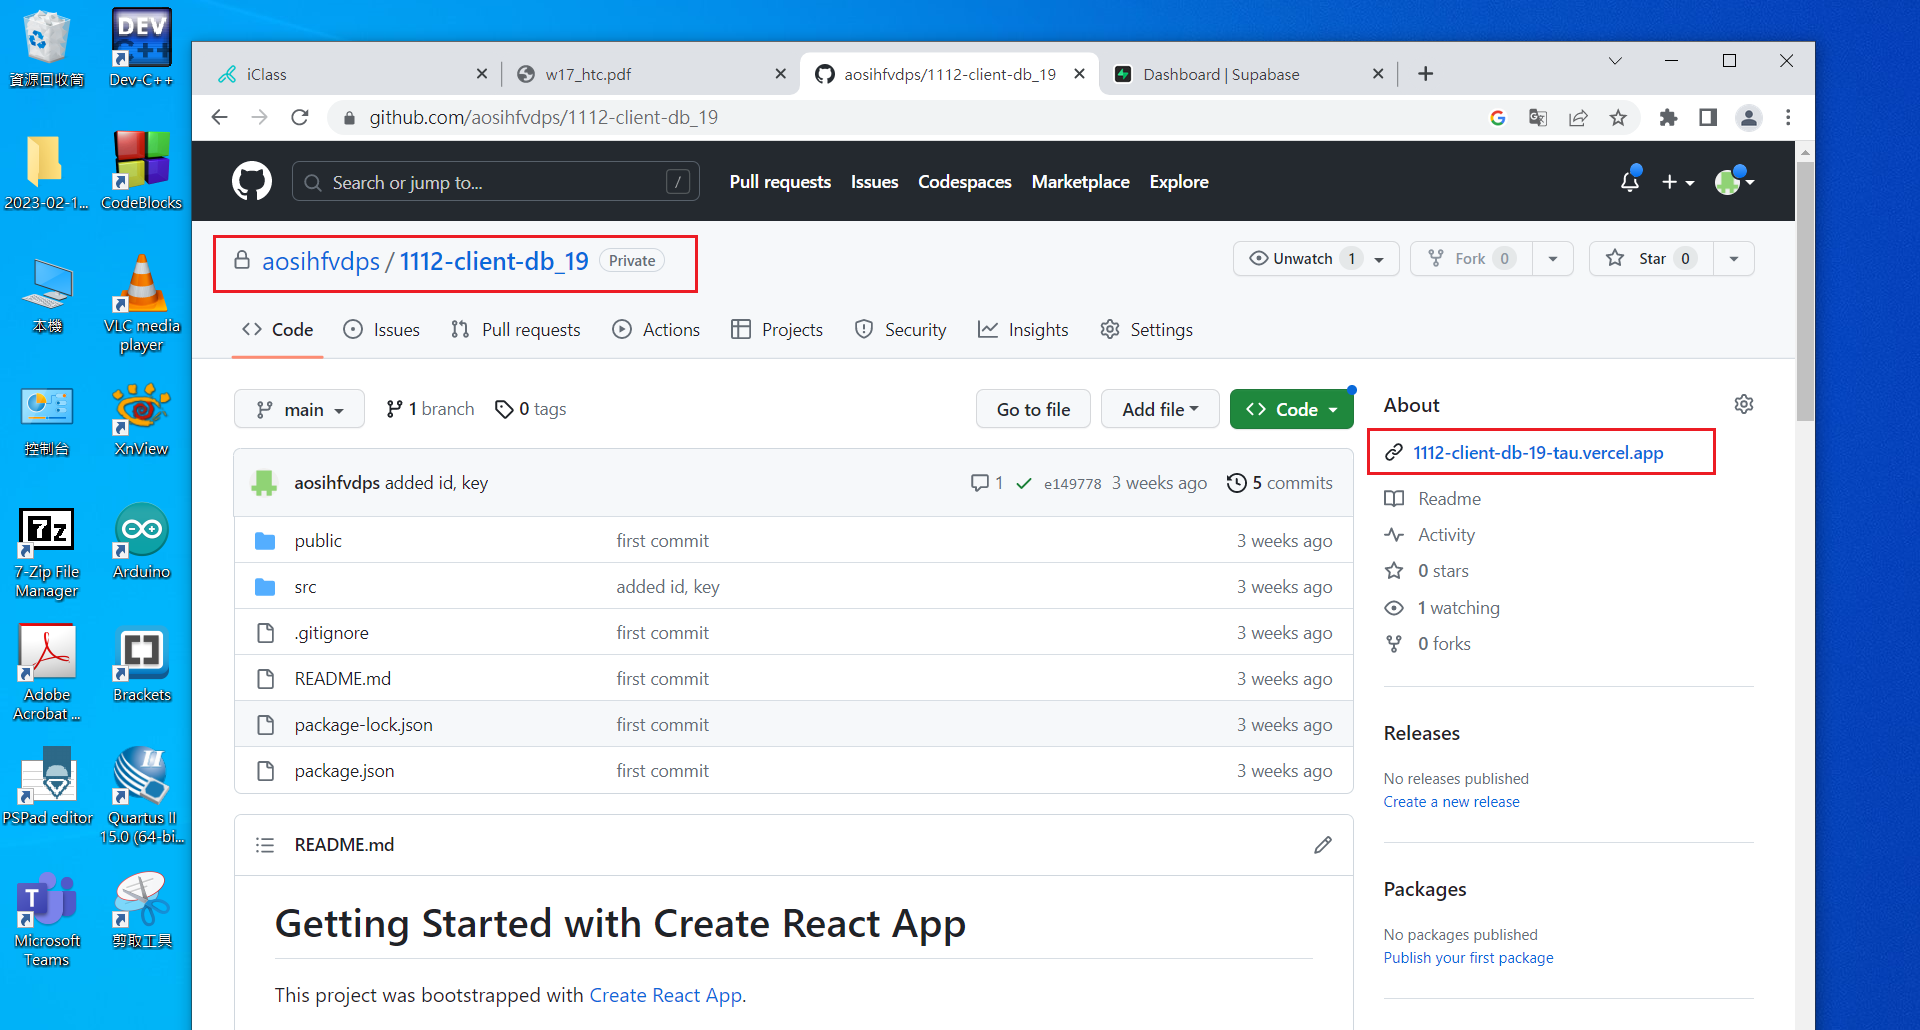 資源回收筒
Dev-C++
2023-02-1...
CodeBlocks
本機
VLC media
player
控制台
XnView
7-Zip File
Manager
Arduino
Adobe
Acrobat ...
Brackets
PSPad editor
Quartus II
15.0 (64-bi...
Microsoft
Teams
剪取工具
iClass
w17_htc.pdf
aosihfvdps/1112-client-db_19
Dashboard | Supabase
github.com/aosihfvdps/1112-client-db_19
Search or jump to...
/
Pull requests
Issues
Codespaces
Marketplace
Explore
aosihfvdps / 1112-client-db_19
Private
Unwatch 1
Fork 0
Star 0
Code
Issues
Pull requests
Actions
Projects
Security
Insights
Settings
main
1 branch
0 tags
Go to file
Add file
Code
aosihfvdps added id, key
1
e149778
3 weeks ago
5 commits
public
first commit
3 weeks ago
src
added id, key
3 weeks ago
.gitignore
first commit
3 weeks ago
README.md
first commit
3 weeks ago
package-lock.json
first commit
3 weeks ago
package.json
first commit
3 weeks ago
README.md
Getting Started with Create React App
This project was bootstrapped with Create React App.
About
1112-client-db-19-tau.vercel.app
Readme
Activity
0 stars
1 watching
0 forks
Releases
No releases published
Create a new release
Packages
No packages published
Publish your first package